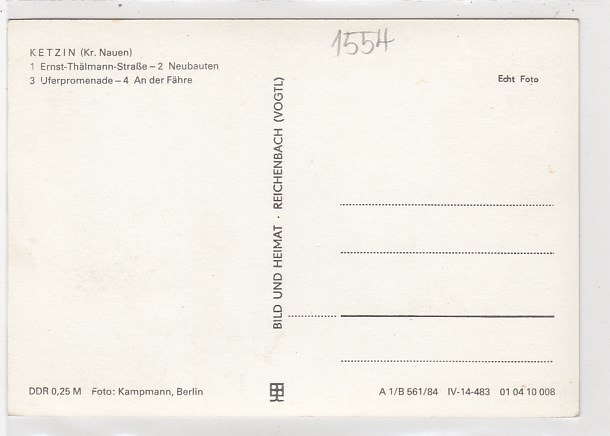 1554
KETZIN (Kr. Nauen)
1 Ernst-Thälmann-Straße – 2 Neubauten
3 Uferpromenade – 4 An der Fähre
Echt Foto
BILD UND HEIMAT · REICHENBACH (VOGTL)
DDR 0,25 M Foto: Kampmann, Berlin
A 1/B 561/84 IV-14-483 01 04 10 008